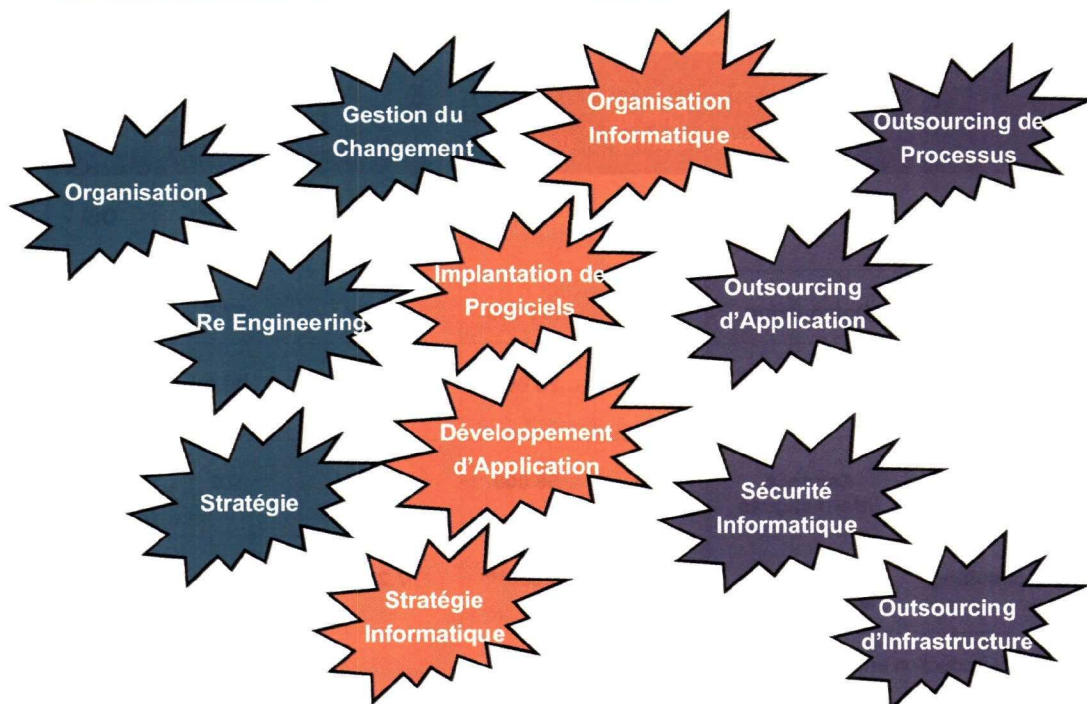 Organisation
Gestion du
Changement
Organisation
Informatique
Outsourcing de
Processus
Re Engineering
Implantation de
Progiciels
Outsourcing
d'Application
Développement
d'Application
Stratégie
Sécurité
Informatique
Stratégie
Informatique
Outsourcing
d'Infrastructure